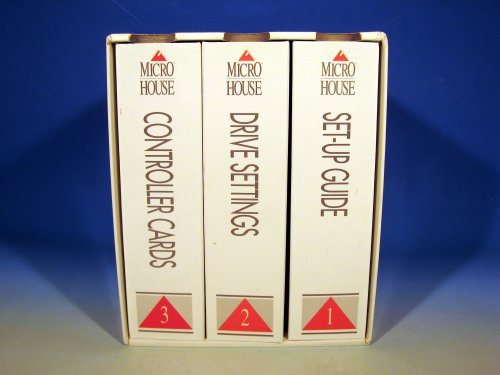 MICRO
HOUSE
CONTROLLER CARDS
3
MICRO
HOUSE
DRIVE SETTINGS
2
MICRO
HOUSE
SET-UP GUIDE
1